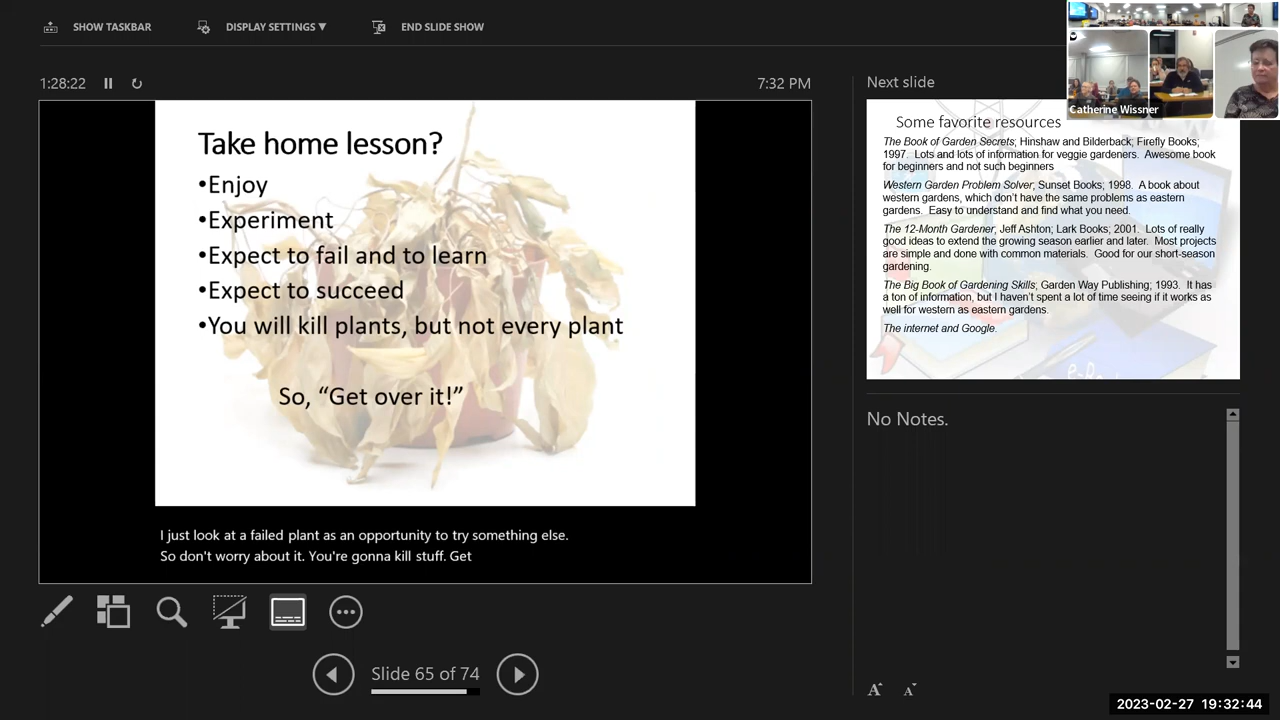 SHOW TASKBAR
DISPLAY SETTINGS ▼
END SLIDE SHOW
1:28:22
7:32 PM
Next slide
Catherine Wissner
Take home lesson?
•Enjoy
•Experiment
•Expect to fail and to learn
•Expect to succeed
•You will kill plants, but not every plant
So, “Get over it!”
I just look at a failed plant as an opportunity to try something else.
So don't worry about it. You're gonna kill stuff. Get
Some favorite resources
The Book of Garden Secrets; Hinshaw and Bilderback; Firefly Books;
1997. Lots and lots of information for veggie gardeners. Awesome book
for beginners and not such beginners
Western Garden Problem Solver; Sunset Books; 1998. A book about
western gardens, which don’t have the same problems as eastern
gardens. Easy to understand and find what you need.
The 12-Month Gardener, Jeff Ashton; Lark Books; 2001. Lots of really
good ideas to extend the growing season earlier and later. Most projects
are simple and done with common materials. Good for our short-season
gardening.
The Big Book of Gardening Skills; Garden Way Publishing; 1993. It has
a ton of information, but I haven’t spent a lot of time seeing if it works as
well for western as eastern gardens.
The internet and Google.
No Notes.
Slide 65 of 74
A A
2023-02-27 19:32:44